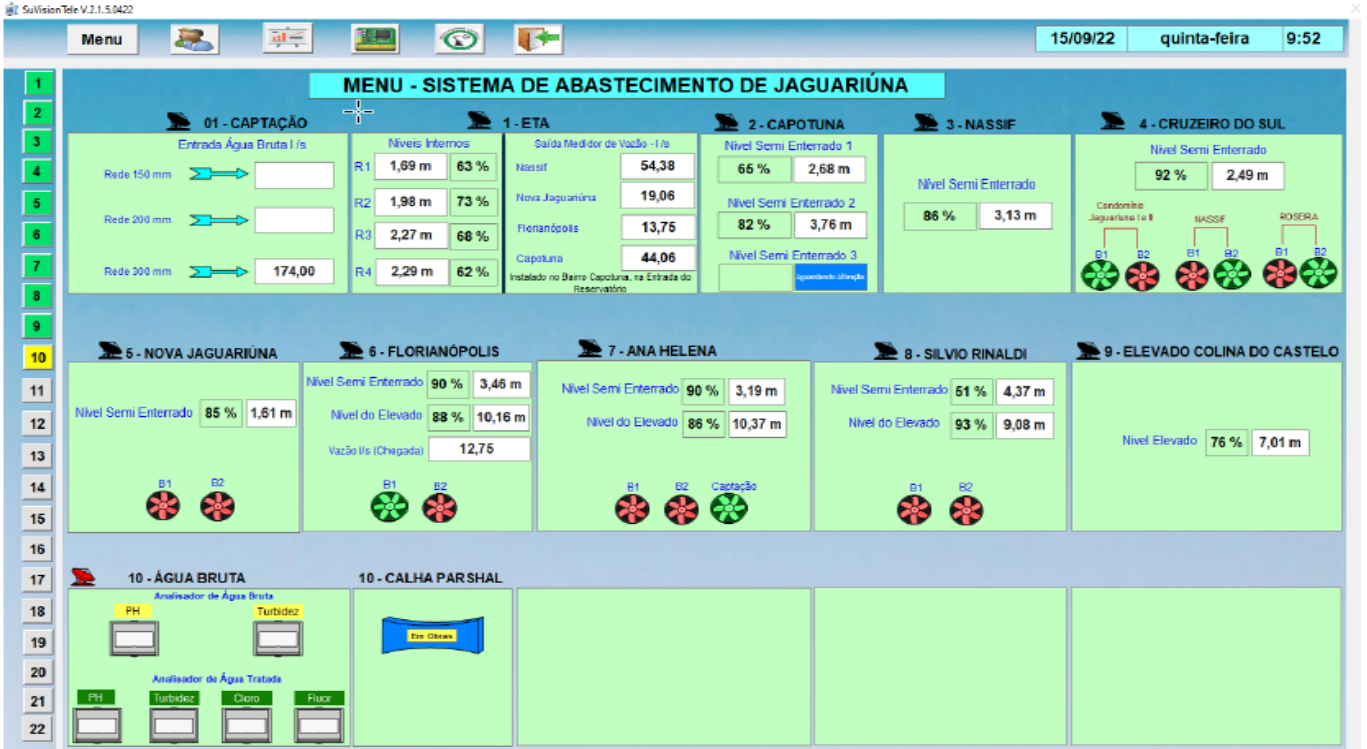 SuVisionTele V.2.1.5.0422
Menu
15/09/22 quinta-feira 9:52
MENU - SISTEMA DE ABASTECIMENTO DE JAGUARIÚNA
01 - CAPTAÇÃO
Entrada Água Bruta l /s
Rede 150 mm
Rede 200 mm
Rede 300 mm 174,00
1 - ETA
Níveis Internos
R1 1,69 m 63 %
R2 1,98 m 73 %
R3 2,27 m 68 %
R4 2,29 m 62 %
Saída Medidor de Vazão - l /s
Nassif 54,38
Nova Jaguariúna 19,06
Florianópolis 13,75
Capotuna 44,06
Instalado no Bairro Capotuna, na Entrada do
Reservatório
2 - CAPOTUNA
Nível Semi Enterrado 1
65 % 2,68 m
Nível Semi Enterrado 2
82 % 3,76 m
Nível Semi Enterrado 3
Aguardando Ativação
3 - NASSIF
Nível Semi Enterrado
86 % 3,13 m
4 - CRUZEIRO DO SUL
Nível Semi Enterrado
92 % 2,49 m
Condomínio
Jaguariuna I e II NASSIF ROSEIRA
B1 B2 B1 B2 B1 B2
5 - NOVA JAGUARIÚNA
Nível Semi Enterrado 85 % 1,61 m
B1 B2
6 - FLORIANÓPOLIS
Nível Semi Enterrado 90 % 3,46 m
Nível do Elevado 88 % 10,16 m
Vazão l/s (Chegada) 12,75
B1 B2
7 - ANA HELENA
Nível Semi Enterrado 90 % 3,19 m
Nível do Elevado 86 % 10,37 m
B1 B2 Captação
8 - SILVIO RINALDI
Nível Semi Enterrado 51 % 4,37 m
Nível do Elevado 93 % 9,08 m
B1 B2
9 - ELEVADO COLINA DO CASTELO
Nível Elevado 76 % 7,01 m
10 - ÁGUA BRUTA
Analisador de Água Bruta
PH Turbidez
Analisador de Água Tratada
PH Turbidez Cloro Fluor
10 - CALHA PARSHAL
Em Obras
1
2
3
4
5
6
7
8
9
10
11
12
13
14
15
16
17
18
19
20
21
22